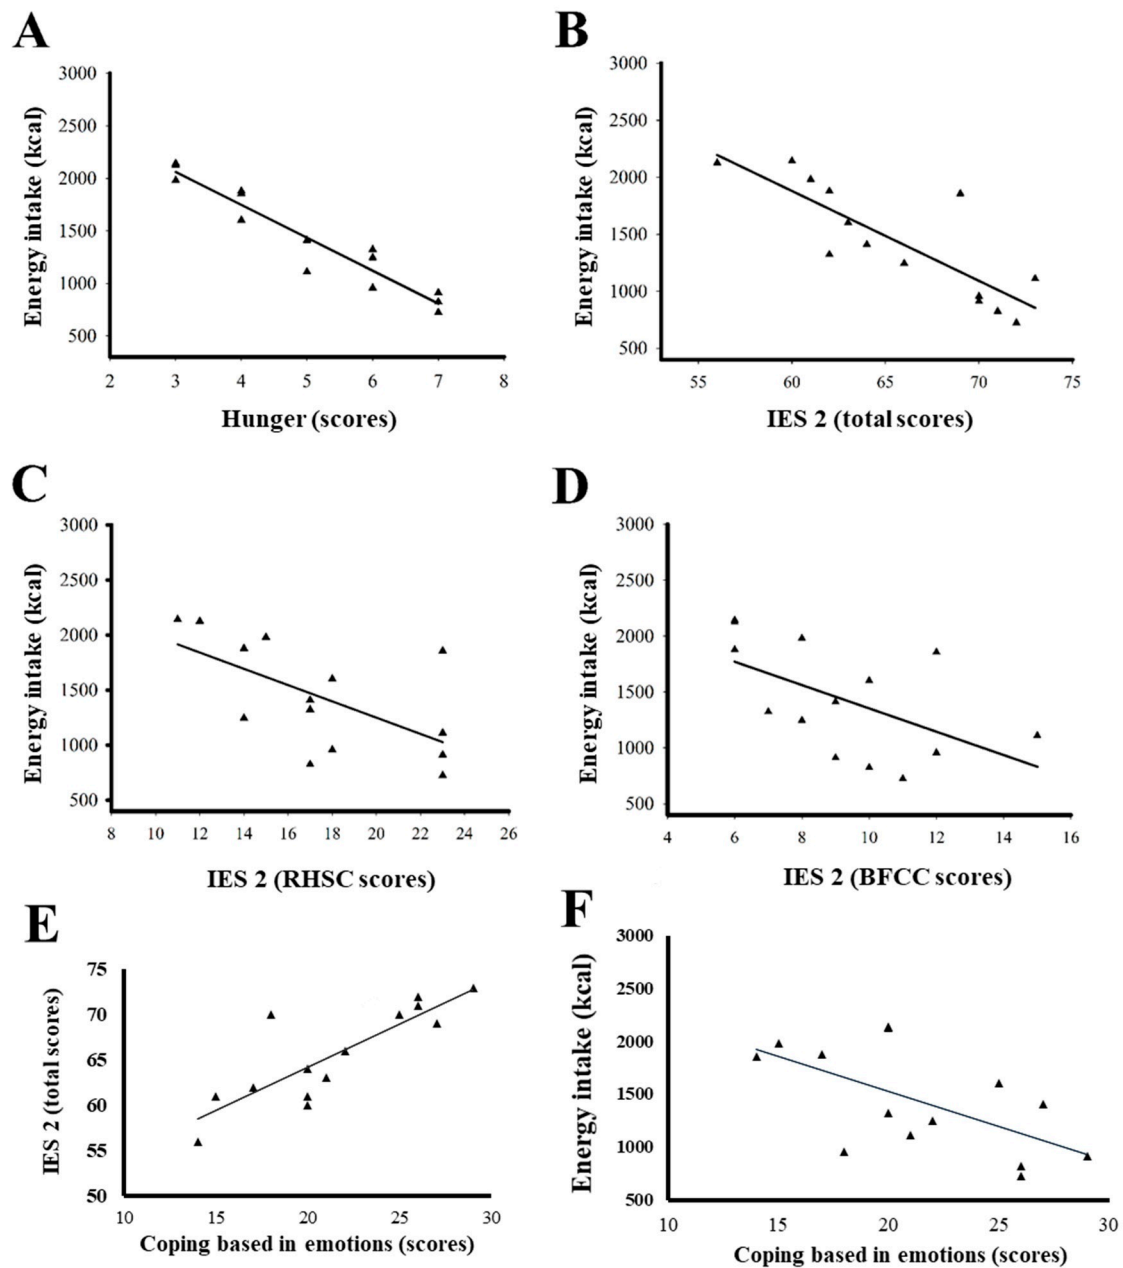 A
B
Energy intake (kcal)
3000
2500
2000
1500
1000
500
2 3 4 5 6 7 8
Hunger (scores)
Energy intake (kcal)
3000
2500
2000
1500
1000
500
55 60 65 70 75
IES 2 (total scores)
C
D
Energy intake (kcal)
3000
2500
2000
1500
1000
500
8 10 12 14 16 18 20 22 24 26
IES 2 (RHSC scores)
Energy intake (kcal)
3000
2500
2000
1500
1000
500
4 6 8 10 12 14 16
IES 2 (BFCC scores)
E
F
IES 2 (total scores)
75
70
65
60
55
50
10 15 20 25 30
Coping based in emotions (scores)
Energy intake (kcal)
3000
2500
2000
1500
1000
500
10 15 20 25 30
Coping based in emotions (scores)